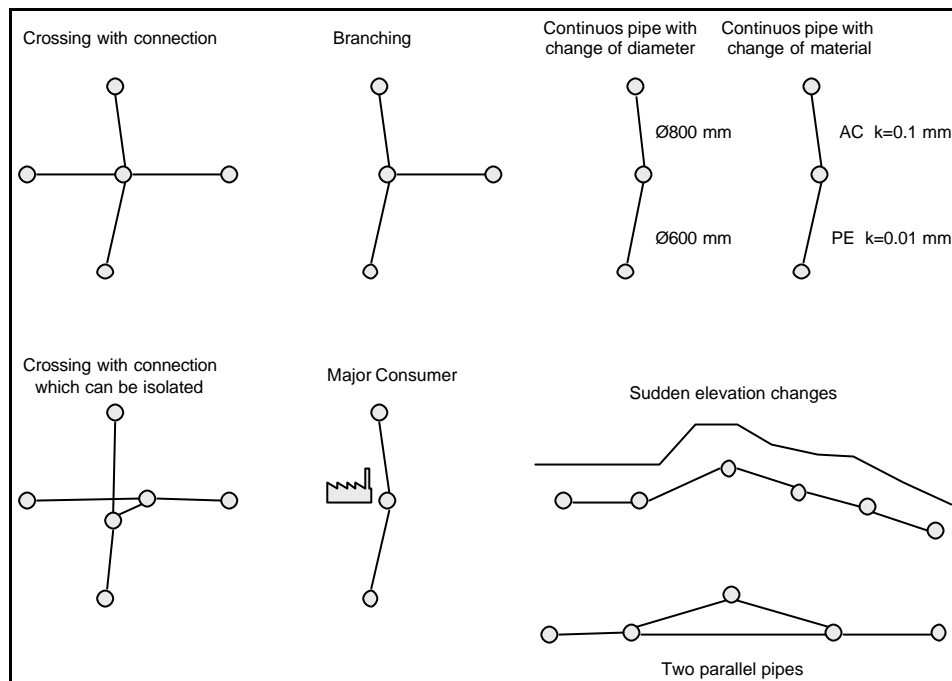 Crossing with connection
Branching
Continuos pipe with
change of diameter
Continuos pipe with
change of material
Ø800 mm
AC k=0.1 mm
Ø600 mm
PE k=0.01 mm
Crossing with connection
which can be isolated
Major Consumer
Sudden elevation changes
Two parallel pipes